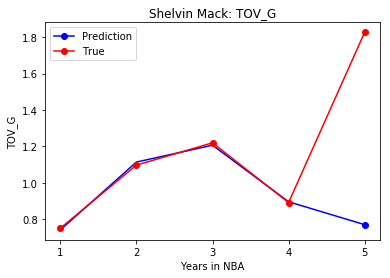 Shelvin Mack: TOV_G
Prediction
True
TOV_G
1.8
1.6
1.4
1.2
1.0
0.8
1 2 3 4 5
Years in NBA